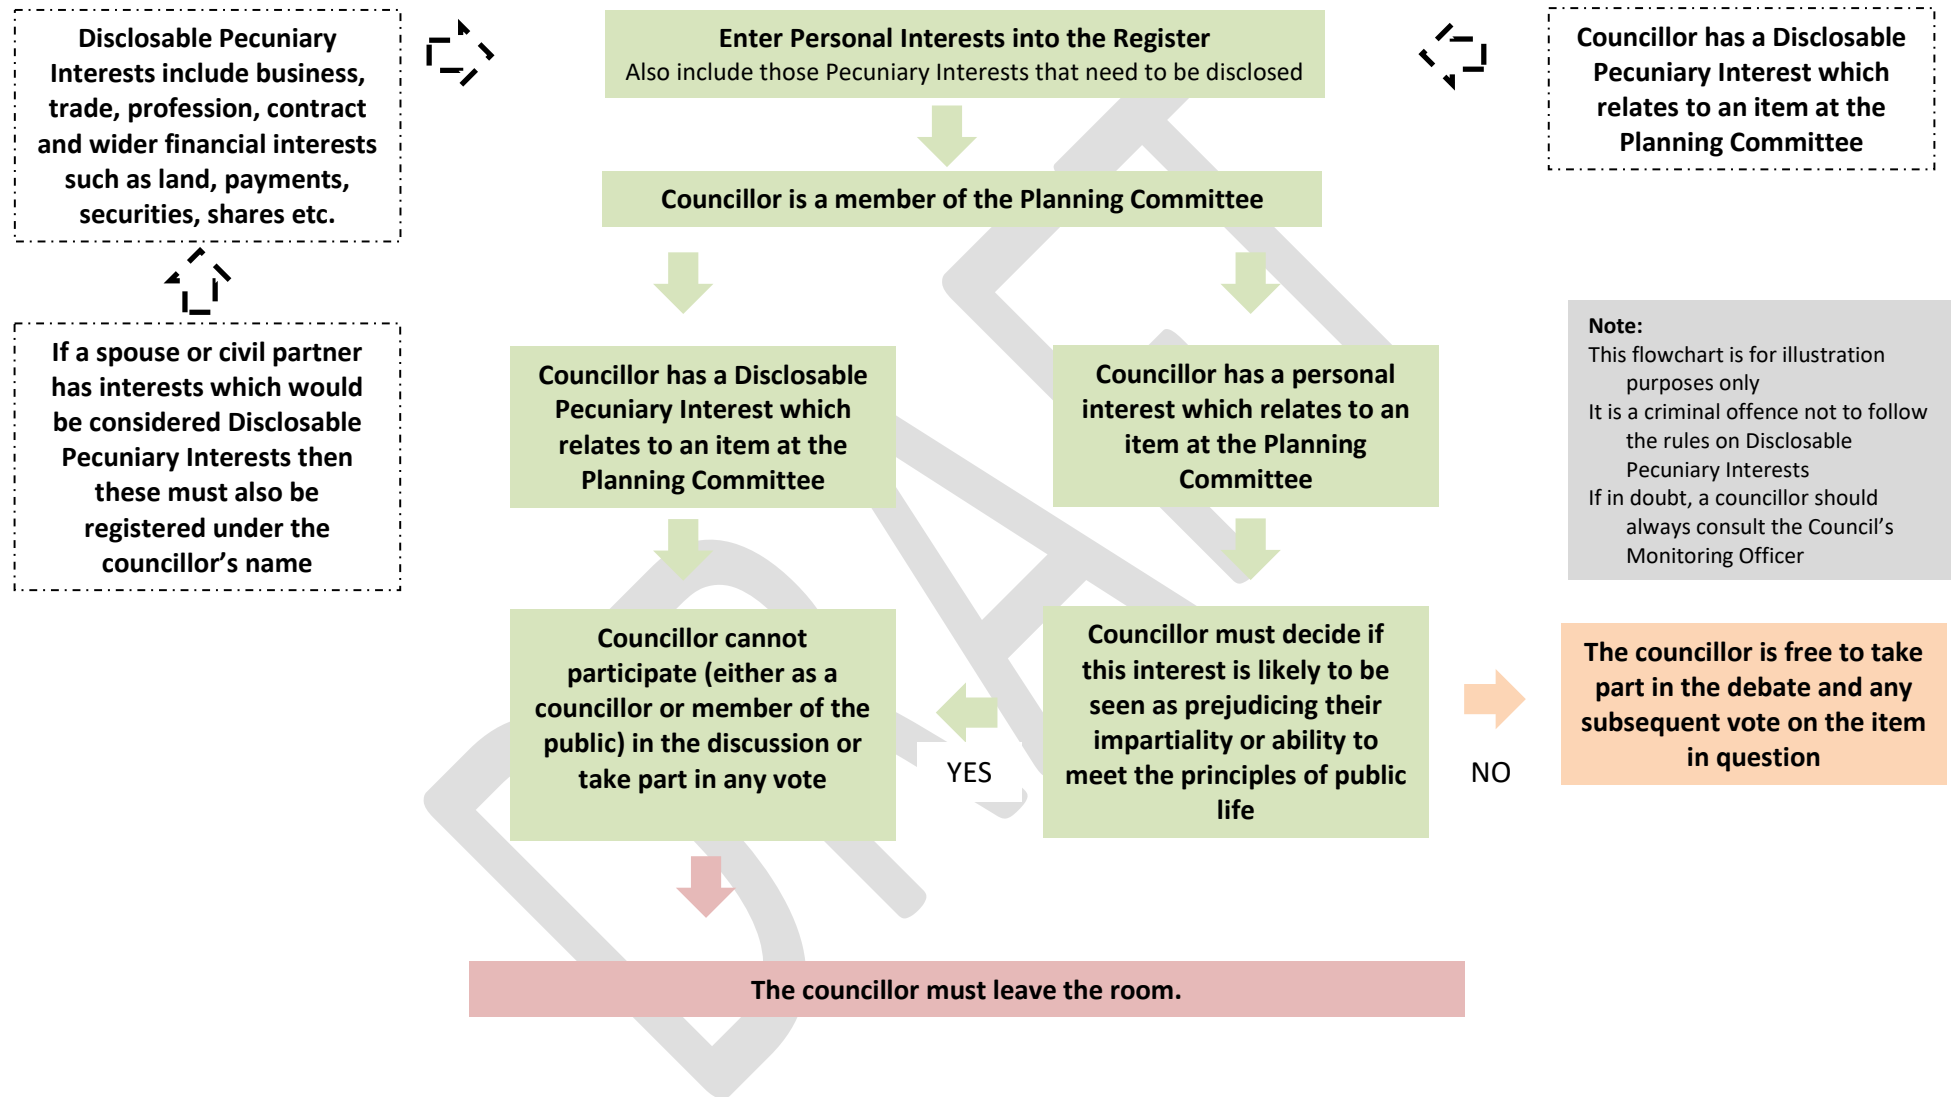 Disclosable Pecuniary
Interests include business,
trade, profession, contract
and wider financial interests
such as land, payments,
securities, shares etc.
Enter Personal Interests into the Register
Also include those Pecuniary Interests that need to be disclosed
Councillor has a Disclosable
Pecuniary Interest which
relates to an item at the
Planning Committee
Councillor is a member of the Planning Committee
If a spouse or civil partner
has interests which would
be considered Disclosable
Pecuniary Interests then
these must also be
registered under the
councillor’s name
Councillor has a Disclosable
Pecuniary Interest which
relates to an item at the
Planning Committee
Councillor has a personal
interest which relates to an
item at the Planning
Committee
Note:
This flowchart is for illustration
purposes only
It is a criminal offence not to follow
the rules on Disclosable
Pecuniary Interests
If in doubt, a councillor should
always consult the Council’s
Monitoring Officer
Councillor cannot
participate (either as a
councillor or member of the
public) in the discussion or
take part in any vote
YES
Councillor must decide if
this interest is likely to be
seen as prejudicing their
impartiality or ability to
meet the principles of public
life
NO
The councillor is free to take
part in the debate and any
subsequent vote on the item
in question
The councillor must leave the room.
DRAFT